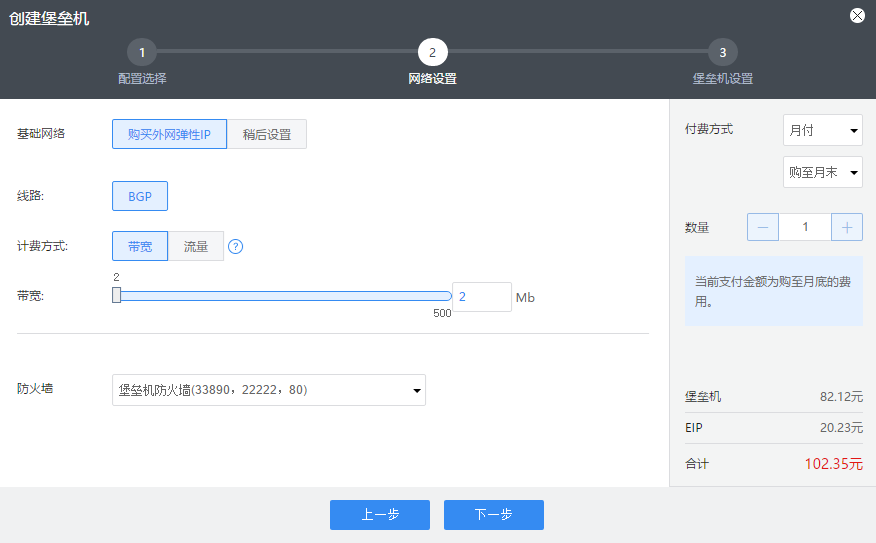 创建堡垒机
1
2
3
配置选择
网络设置
堡垒机设置
基础网络
购买外网弹性IP
稍后设置
线路:
BGP
计费方式:
带宽
流量
?
2
带宽:
2
Mb
500
防火墙
堡垒机防火墙(33890，22222，80)
付费方式
月付
购至月末
数量
1
当前支付金额为购至月底的费
用。
堡垒机
82.12元
EIP
20.23元
合计
102.35元
上一步
下一步